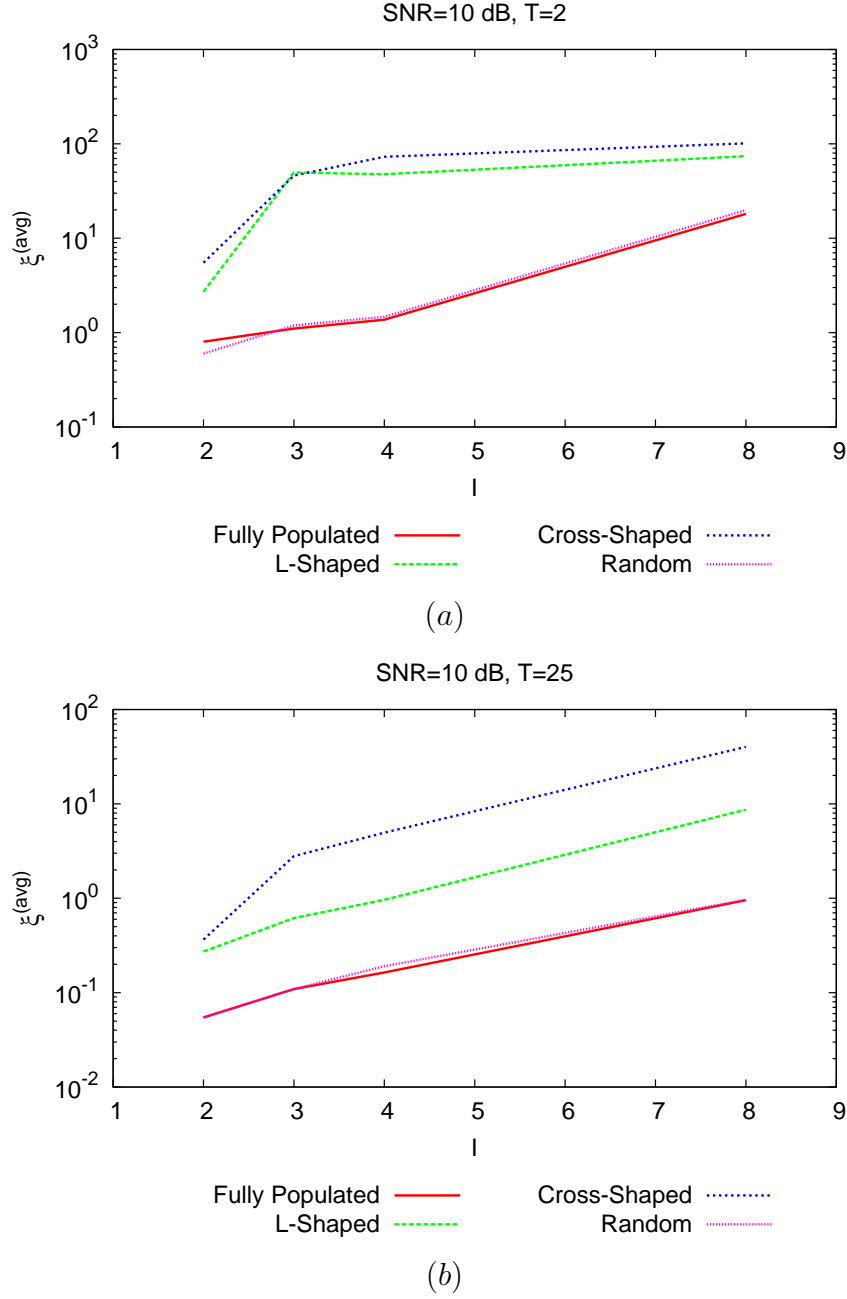 SNR=10 dB, T=2
10^3
10^2
10^1
10^0
10^-1
ξ^(avg)
1 2 3 4 5 6 7 8 9
I
Fully Populated Cross-Shaped
L-Shaped Random
(a)
SNR=10 dB, T=25
10^2
10^1
10^0
10^-1
10^-2
ξ^(avg)
1 2 3 4 5 6 7 8 9
I
Fully Populated Cross-Shaped
L-Shaped Random
(b)